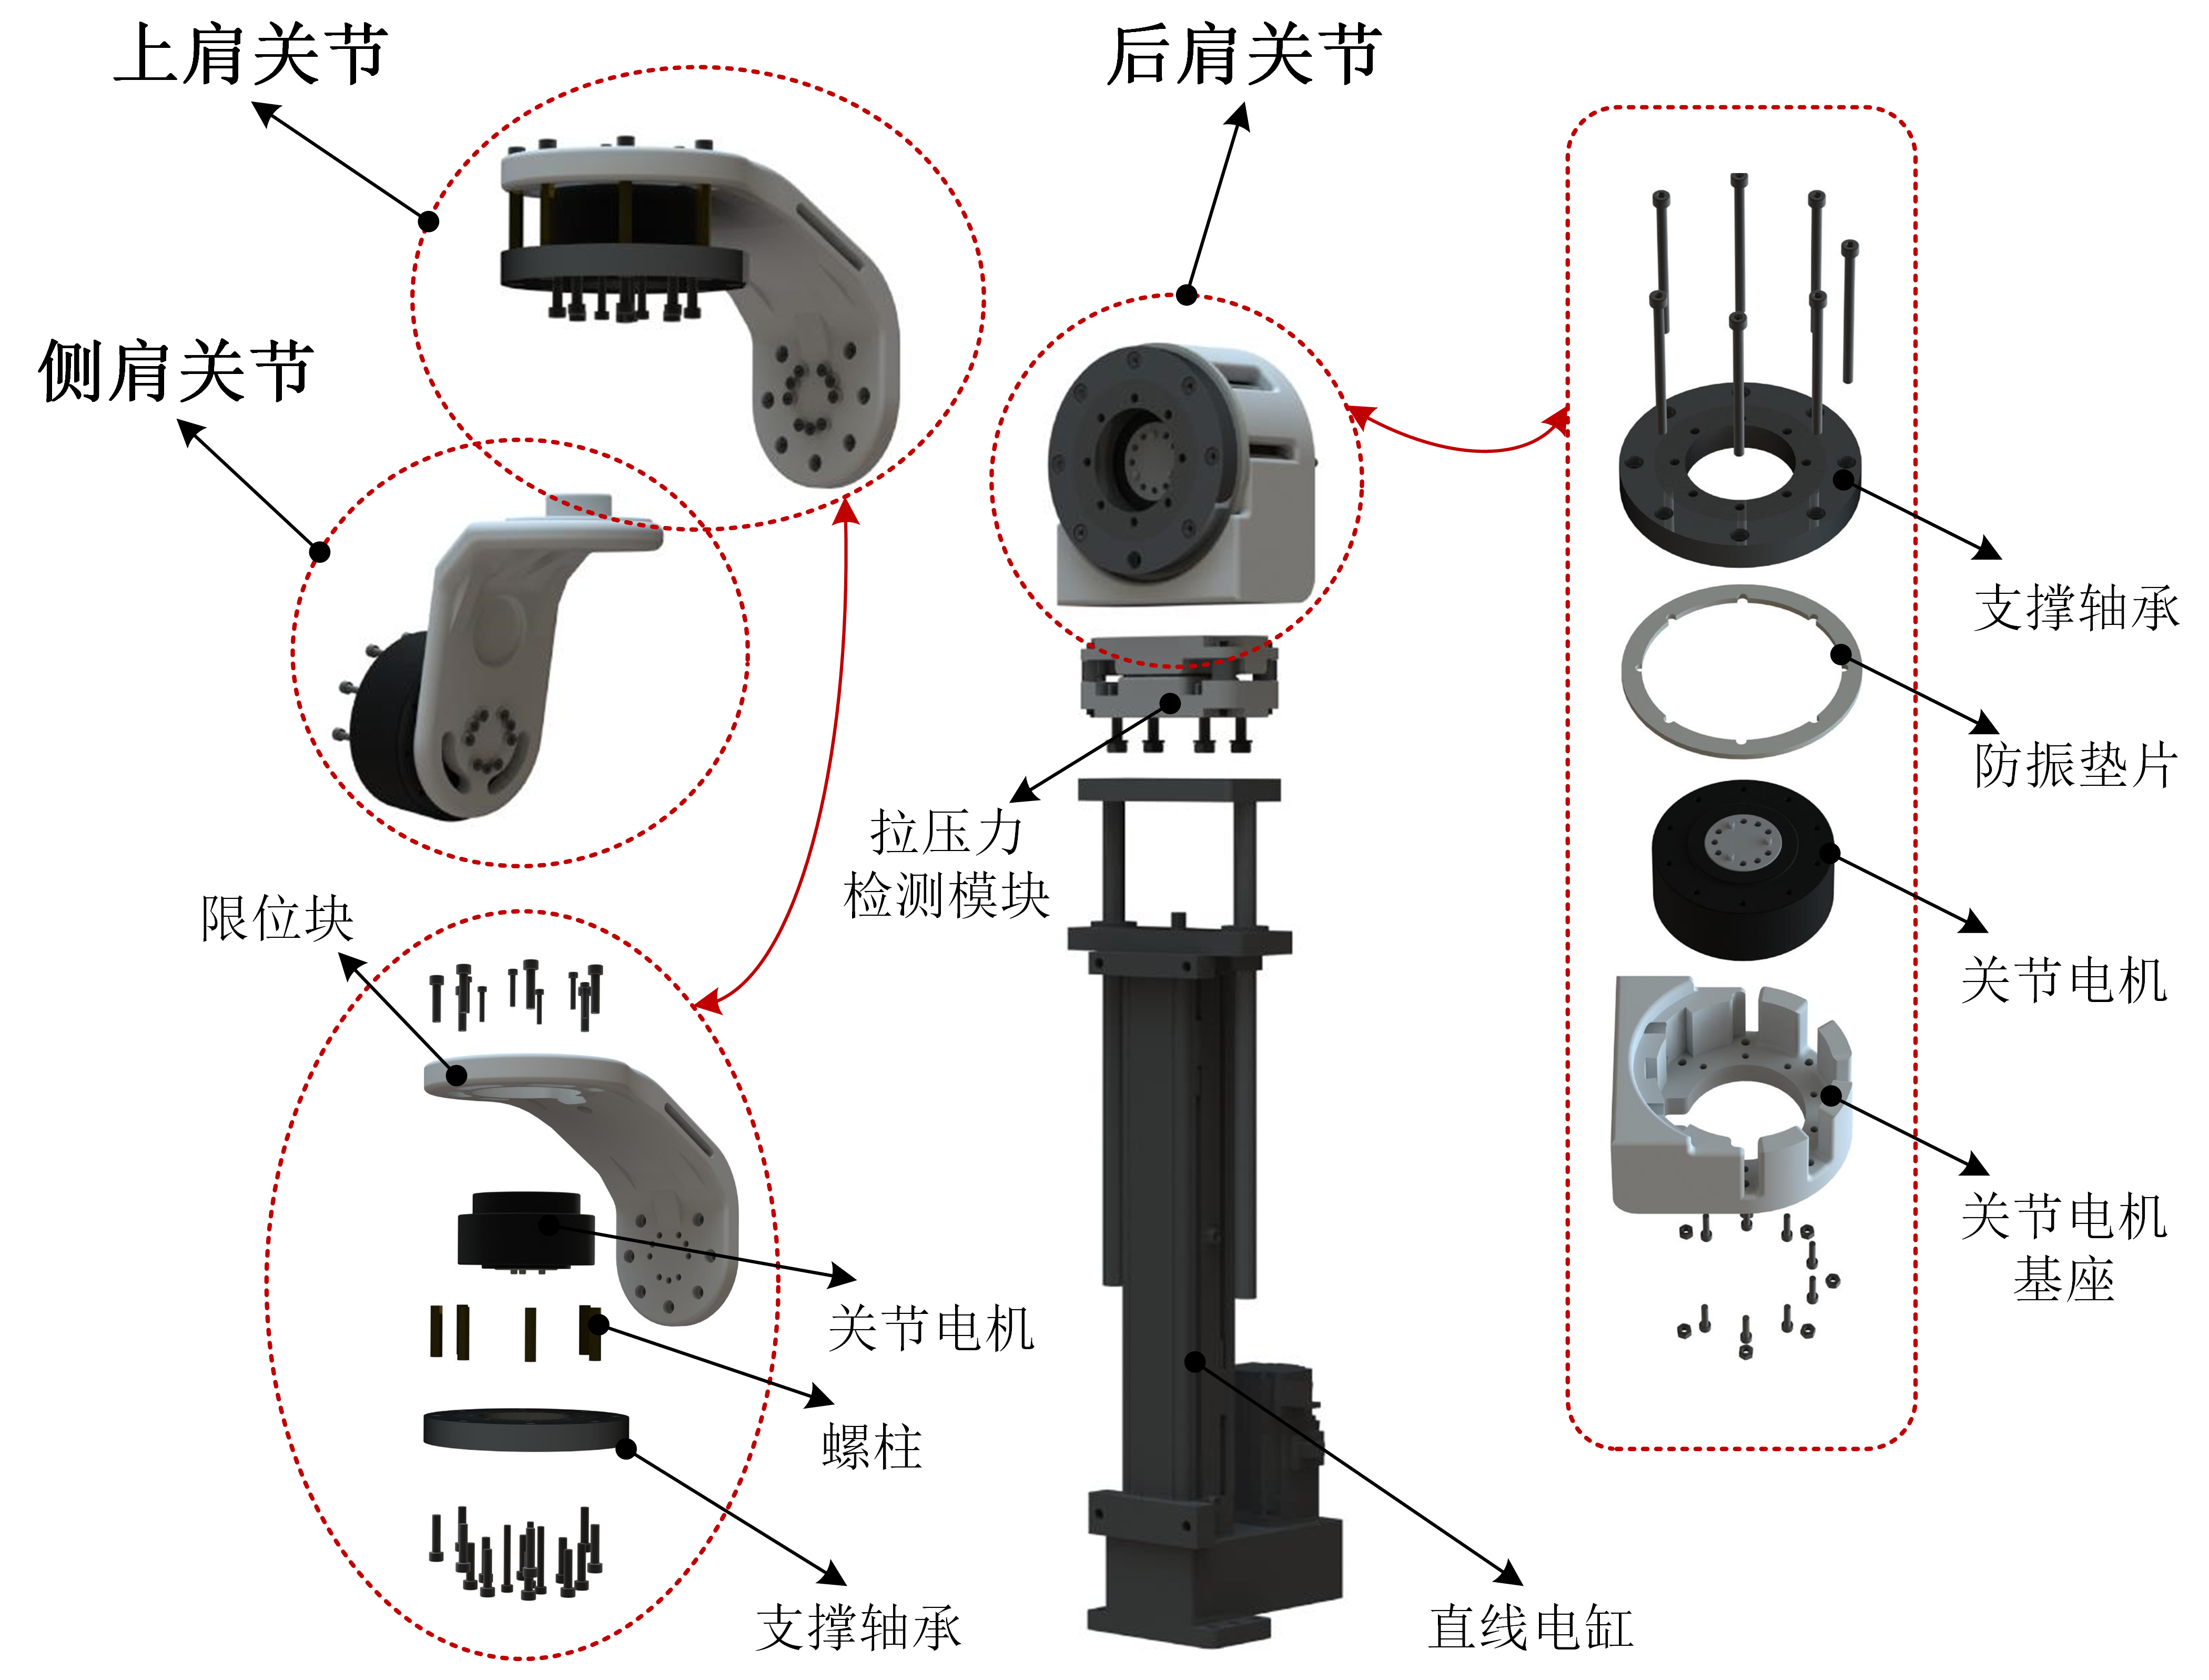 上肩关节
后肩关节
侧肩关节
支撑轴承
防振垫片
拉压力
检测模块
限位块
关节电机
关节电机
基座
关节电机
螺柱
支撑轴承
直线电缸